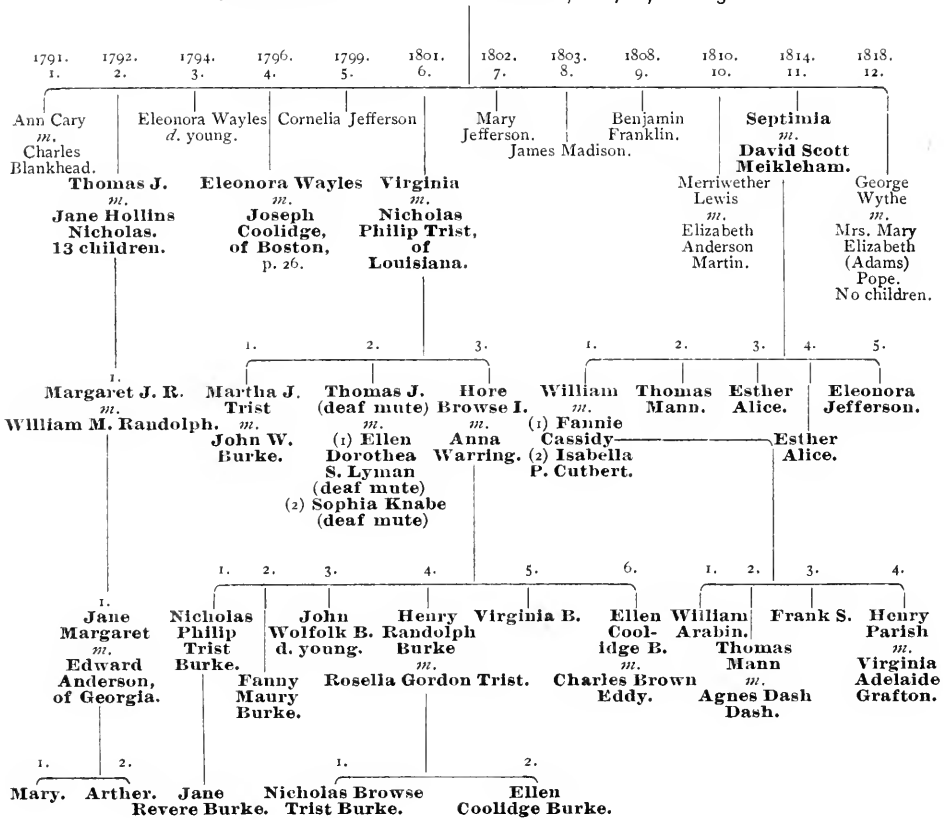 1791. 1792. 1794. 1796. 1799. 1801. 1802. 1803. 1808. 1810. 1814. 1818.
1. 2. 3. 4. 5. 6. 7. 8. 9. 10. 11. 12.
Ann Cary
m.
Charles
Blankhead.
Thomas J.
m.
Jane Hollins
Nicholas.
13 children.
Eleonora Wayles
d. young.
Eleonora Wayles
m.
Joseph
Coolidge,
of Boston,
p. 26.
Cornelia Jefferson
Virginia
m.
Nicholas
Philip Trist,
of
Louisiana.
Mary
Jefferson.
James Madison.
Benjamin
Franklin.
Merriwether
Lewis
m.
Elizabeth
Anderson
Martin.
Septimia
m.
David Scott
Meikleham.
George
Wythe
m.
Mrs. Mary
Elizabeth
(Adams)
Pope.
No children.
1.
Margaret J. R.
m.
William M. Randolph.
1. 2. 3.
Martha J.
Trist
m.
John W.
Burke.
Thomas J.
(deaf mute)
m.
(1) Ellen
Dorothea
S. Lyman
(deaf mute)
(2) Sophia Knabe
(deaf mute)
Hore
Browse I.
m.
Anna
Warring.
1. 2. 3. 4. 5.
William
m.
(1) Fannie
Cassidy
(2) Isabella
P. Cutbert.
Thomas
Mann.
Esther
Alice.
Esther
Alice.
Eleonora
Jefferson.
1.
Jane
Margaret
m.
Edward
Anderson,
of Georgia.
1. 2. 3. 4. 5. 6.
Nicholas
Philip
Trist
Burke.
Fanny
Maury
Burke.
John
Wolfolk B.
d. young.
Henry
Randolph
Burke
m.
Rosella Gordon Trist.
Virginia B.
Ellen
Cool-
idge B.
m.
Charles Brown
Eddy.
1. 2. 3. 4.
William
Arabin.
Thomas
Mann
m.
Agnes Dash
Dash.
Frank S.
Henry
Parish
m.
Virginia
Adelaide
Grafton.
1. 2.
Mary. Arther.
Jane
Revere Burke.
1. 2.
Nicholas Browse
Trist Burke.
Ellen
Coolidge Burke.